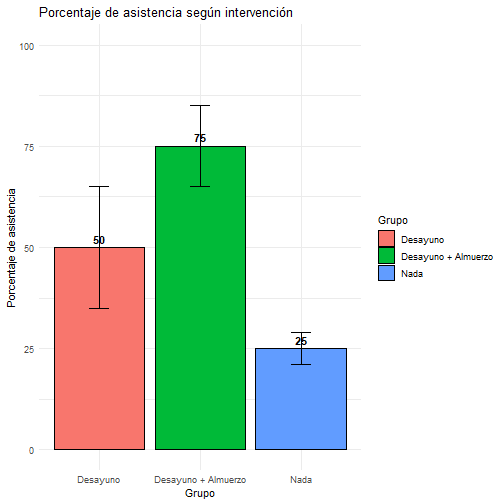 Porcentaje de asistencia según intervención
Porcentaje de asistencia
100
75
50
25
0
50
75
25
Desayuno
Desayuno + Almuerzo
Nada
Grupo
Grupo
Desayuno
Desayuno + Almuerzo
Nada